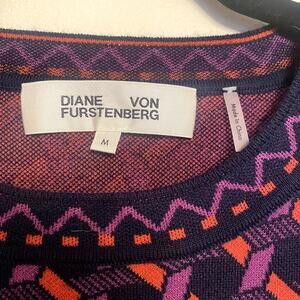 DIANE VON
FURSTENBERG
M
Made in China